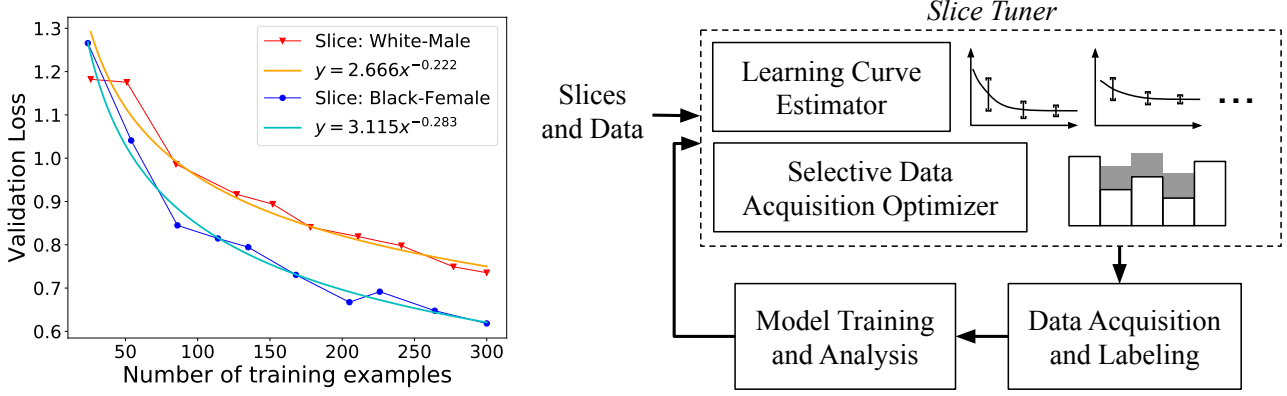 1.3
1.2
1.1
1.0
0.9
0.8
0.7
0.6
Validation Loss
50
100
150
200
250
300
Number of training examples
Slice: White-Male
y = 2.666x^{-0.222}
Slice: Black-Female
y = 3.115x^{-0.283}
Slice Tuner
Slices
and Data
Learning Curve
Estimator
...
Selective Data
Acquisition Optimizer
Model Training
and Analysis
Data Acquisition
and Labeling